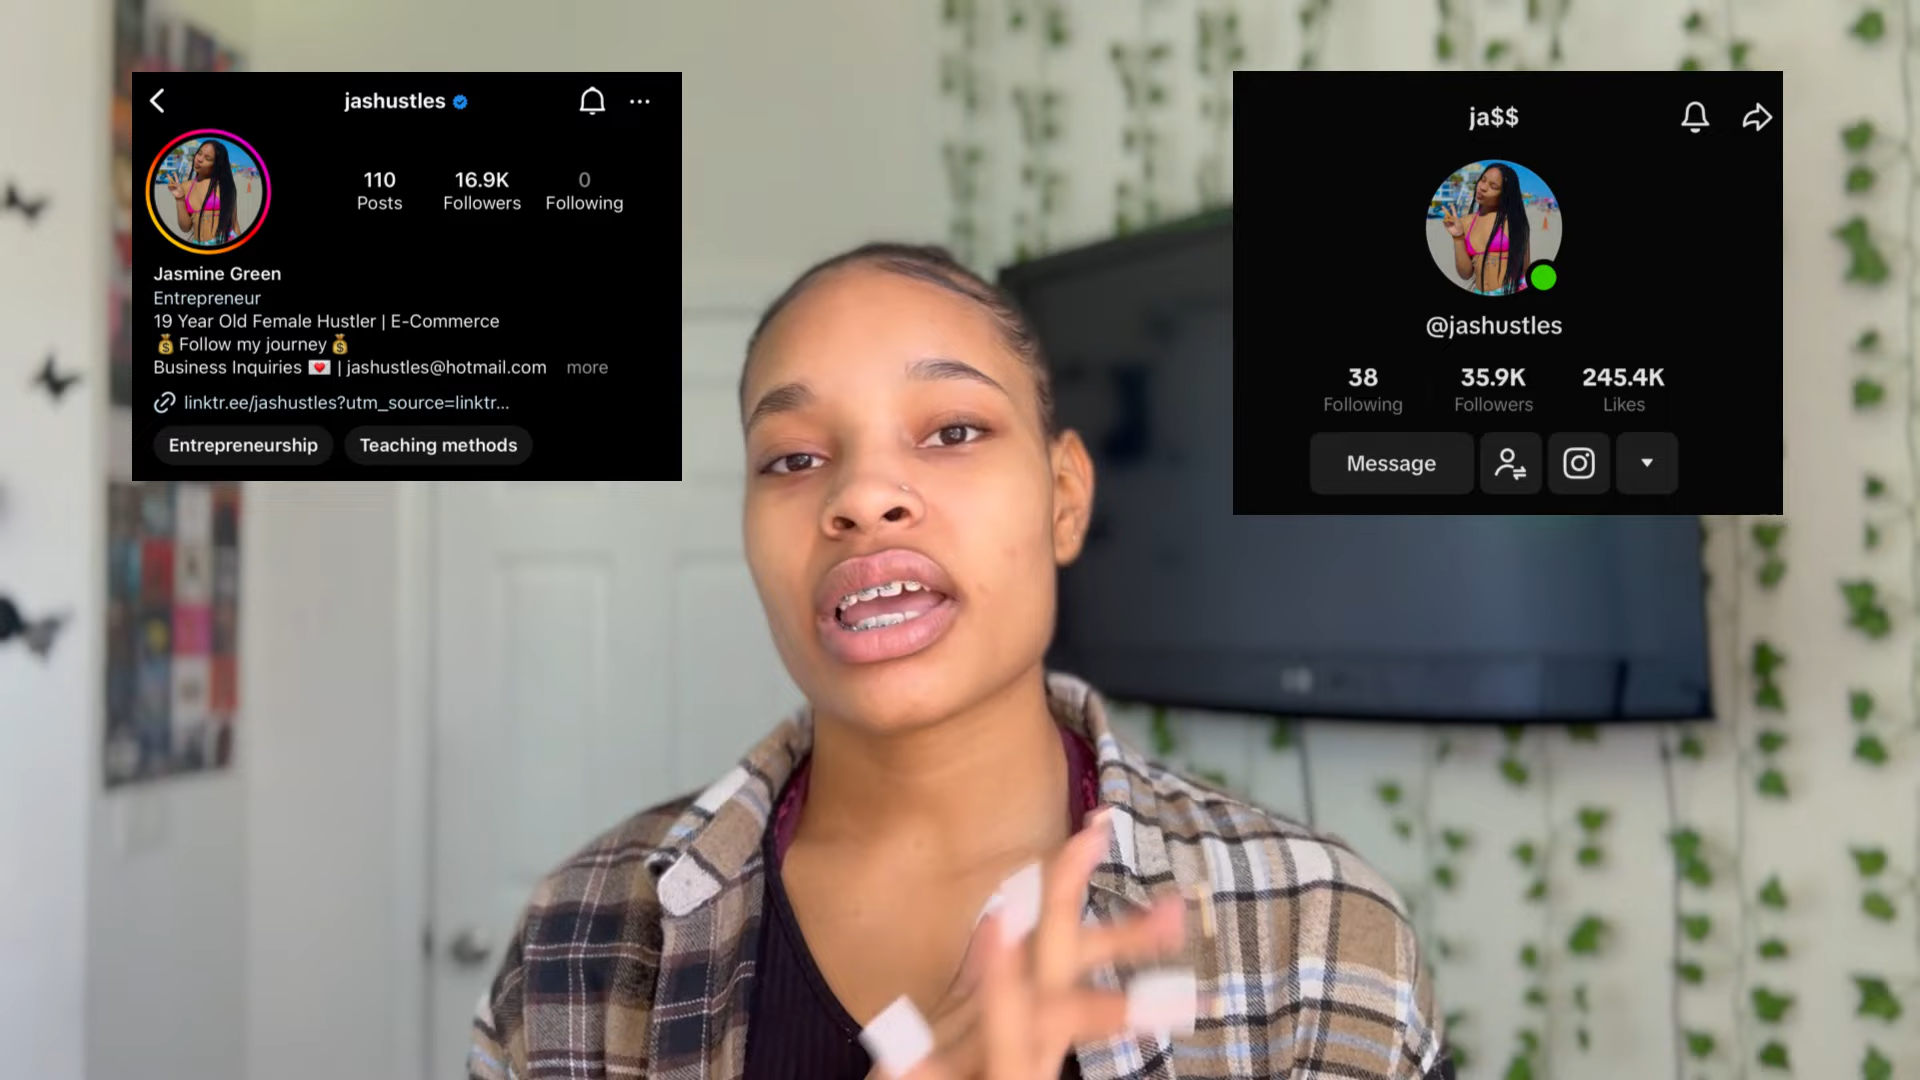 jashustles
110
16.9K
0
Posts
Followers
Following
Jasmine Green
Entrepreneur
19 Year Old Female Hustler | E-Commerce
💰 Follow my journey 💰
Business Inquiries 💌 | jashustles@hotmail.com more
linktr.ee/jashustles?utm_source=linktr...
Entrepreneurship
Teaching methods
ja$$
@jashustles
38
35.9K
245.4K
Following
Followers
Likes
Message